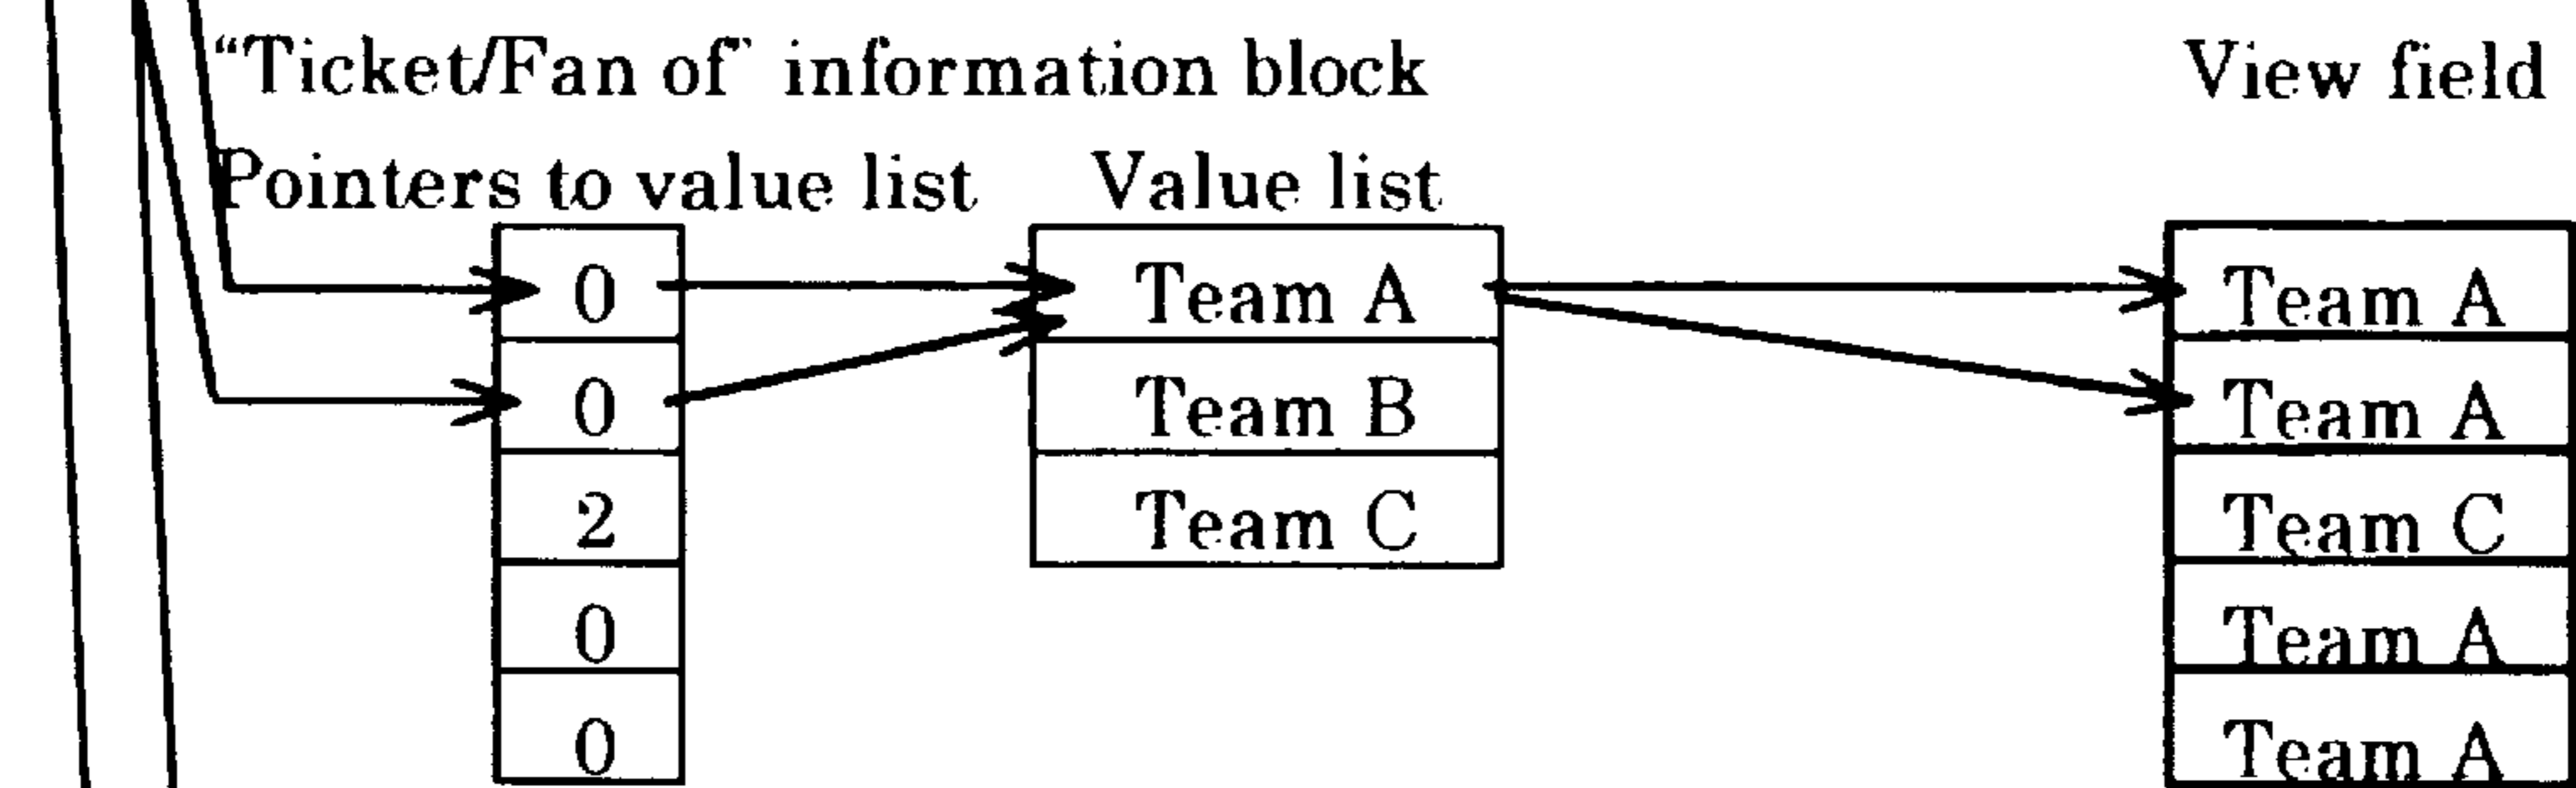 “Ticket/Fan of” information block View field
Pointers to value list Value list
0 Team A Team A
0 Team B Team A
2 Team C Team C
0 Team A
0 Team A